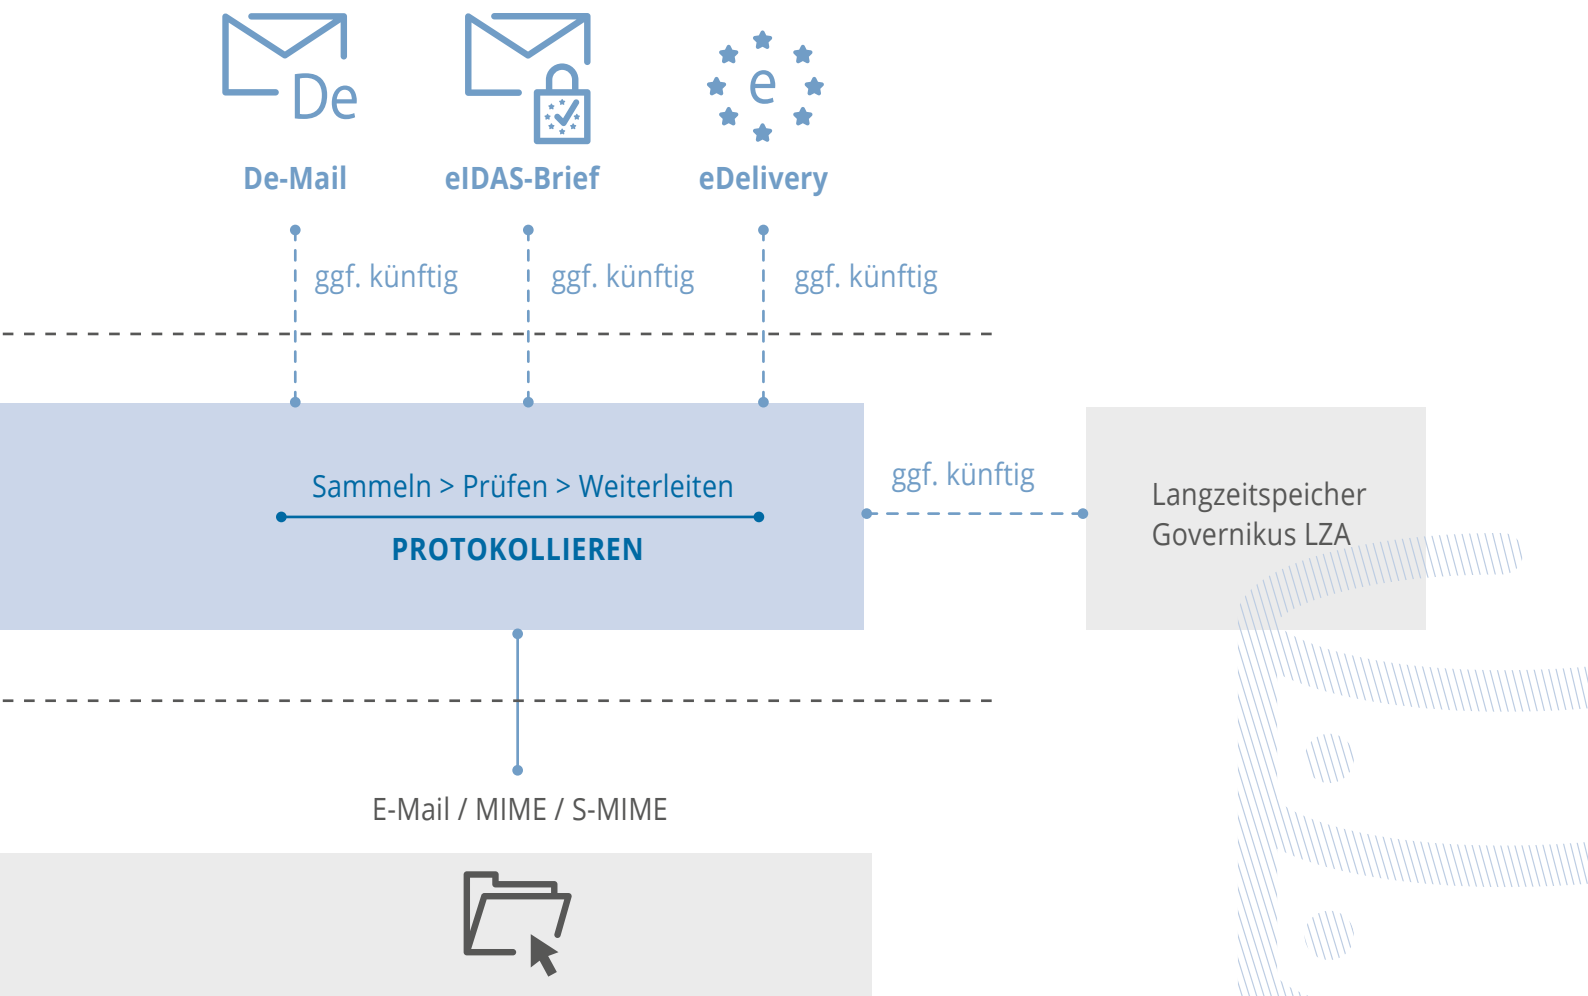 De
e
De-Mail
eIDAS-Brief
eDelivery
ggf. künftig
ggf. künftig
ggf. künftig
Sammeln > Prüfen > Weiterleiten
PROTOKOLLIEREN
ggf. künftig
Langzeitspeicher
Governikus LZA
E-Mail / MIME / S-MIME